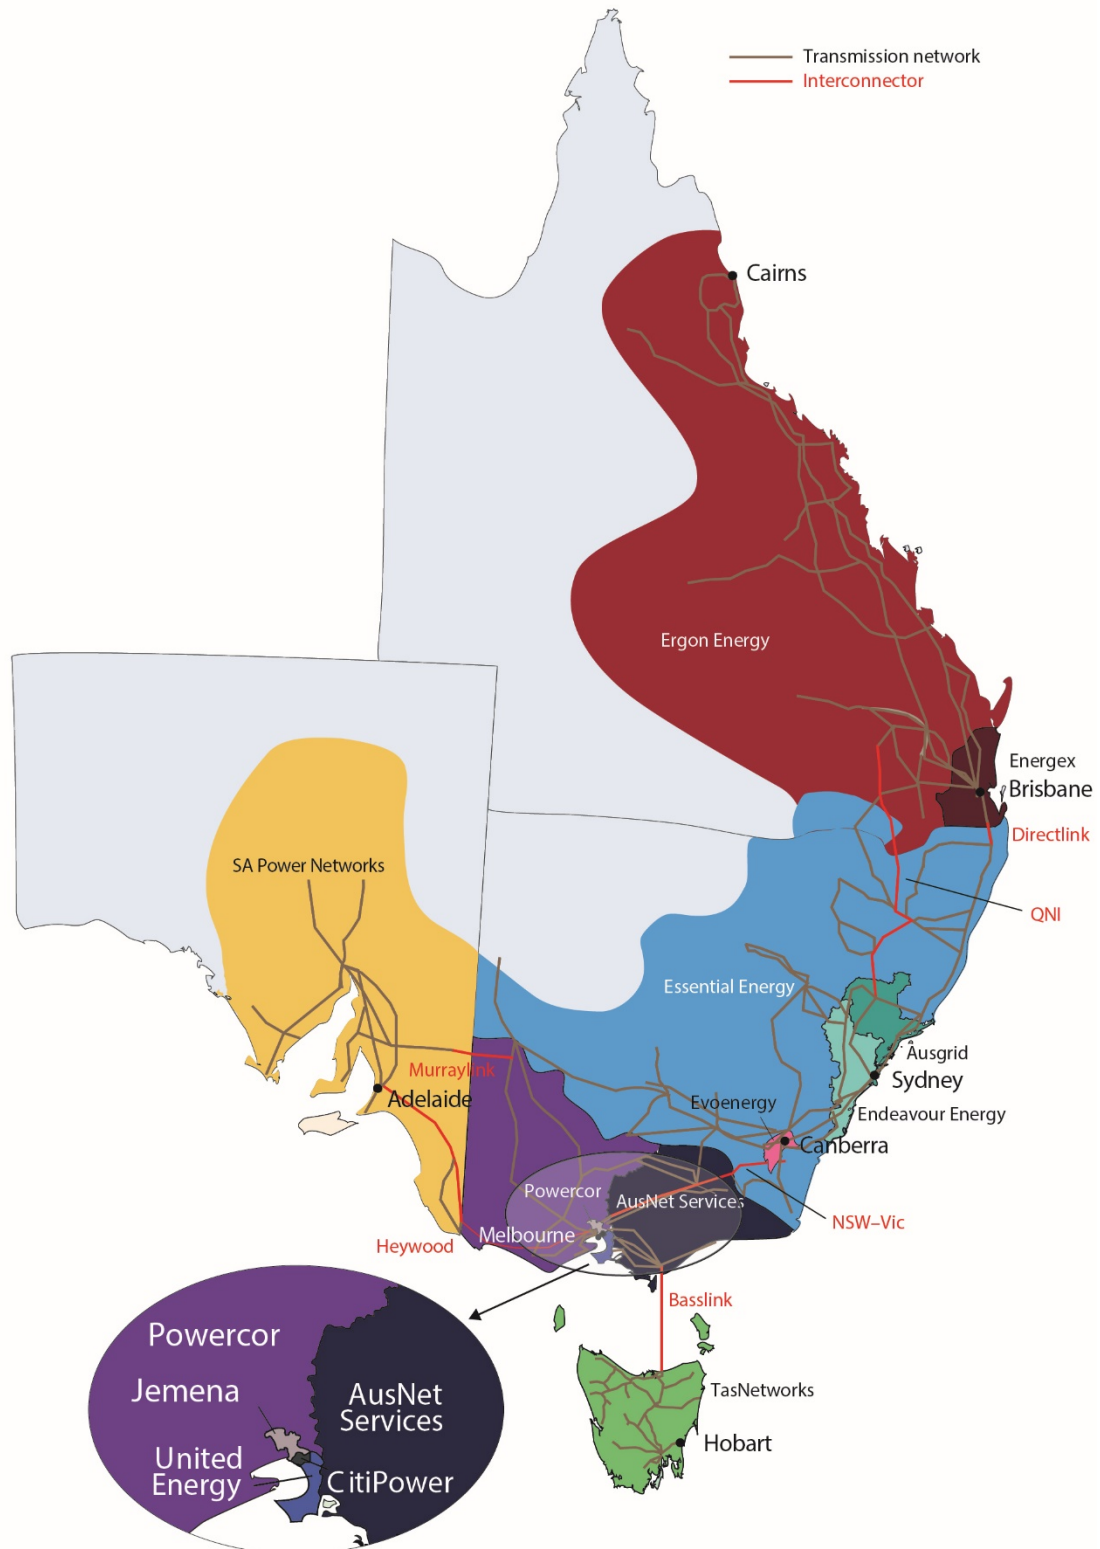 Transmission network
Interconnector
Cairns
Ergon Energy
Energex
Brisbane
Directlink
SA Power Networks
QNI
Essential Energy
Ausgrid
Murraylink
Sydney
Adelaide
Evoenergy
Endeavour Energy
Canberra
Powercor
AusNet Services
NSW–Vic
Melbourne
Heywood
Basslink
Powercor
Jemena
AusNet
Services
TasNetworks
Hobart
United
Energy
CitiPower